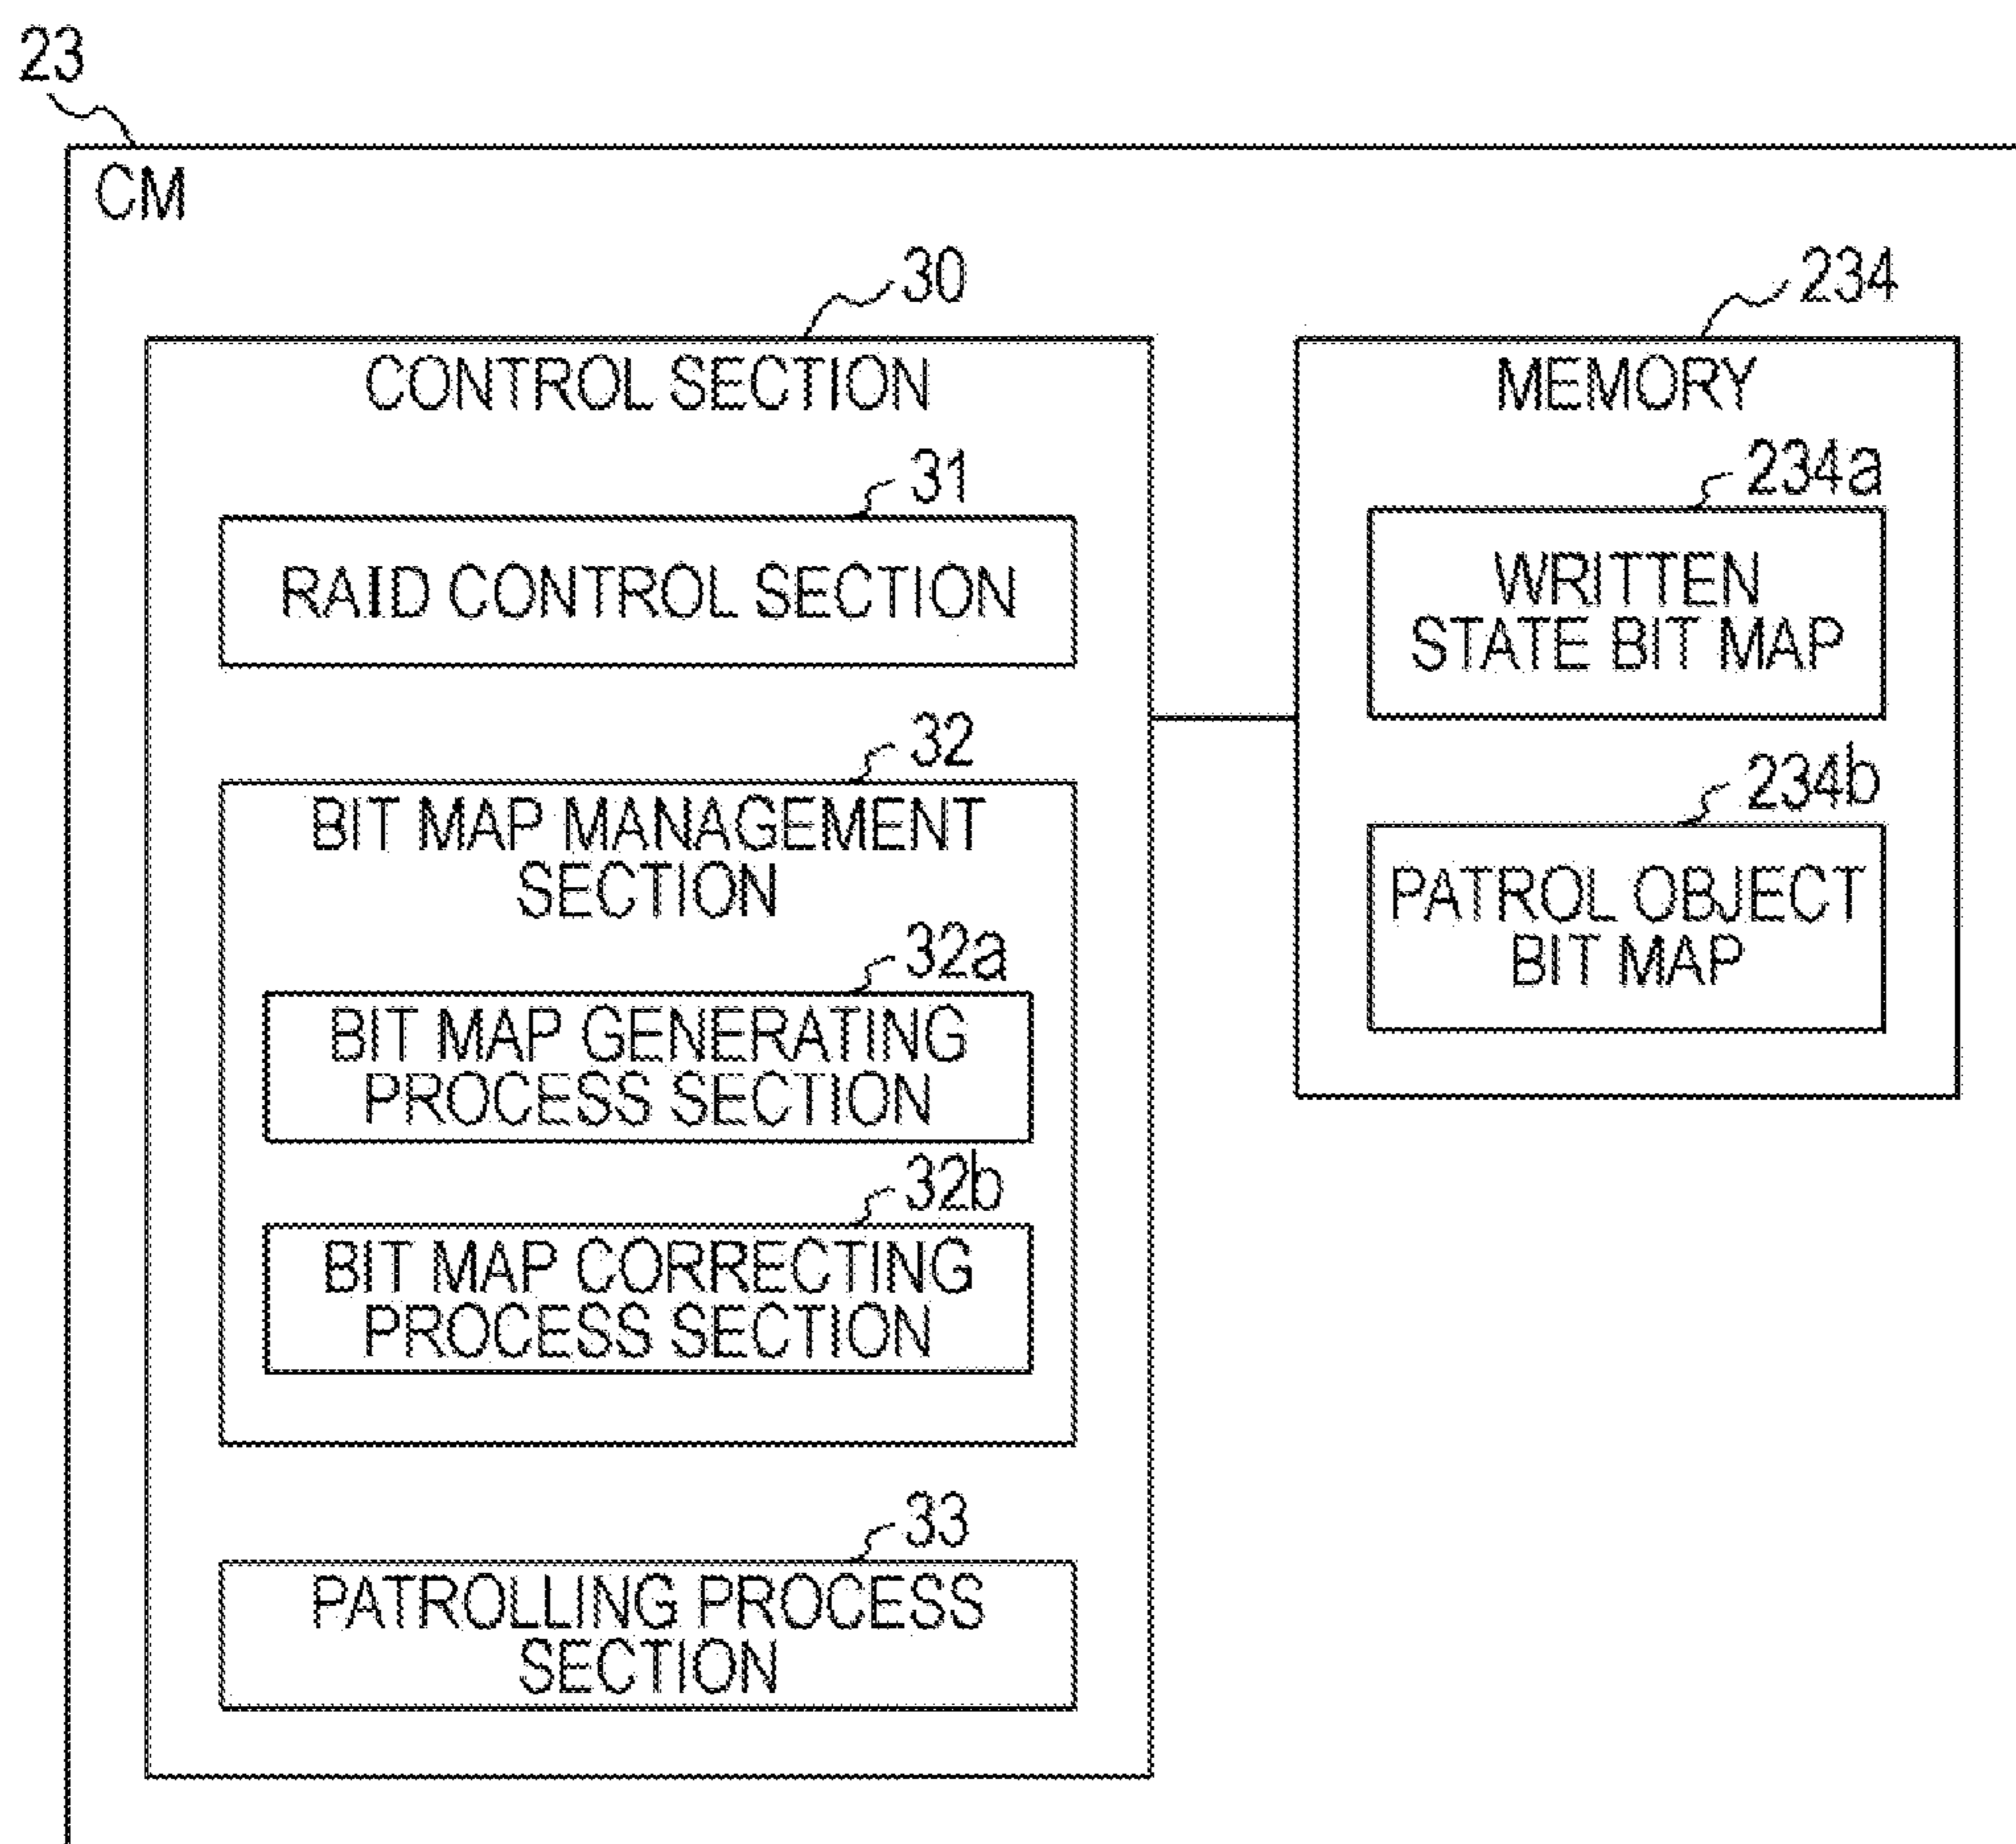 23
CM
30
CONTROL SECTION
31
RAID CONTROL SECTION
32
BIT MAP MANAGEMENT
SECTION
32a
BIT MAP GENERATING
PROCESS SECTION
32b
BIT MAP CORRECTING
PROCESS SECTION
33
PATROLLING PROCESS
SECTION
234
MEMORY
234a
WRITTEN
STATE BIT MAP
234b
PATROL OBJECT
BIT MAP